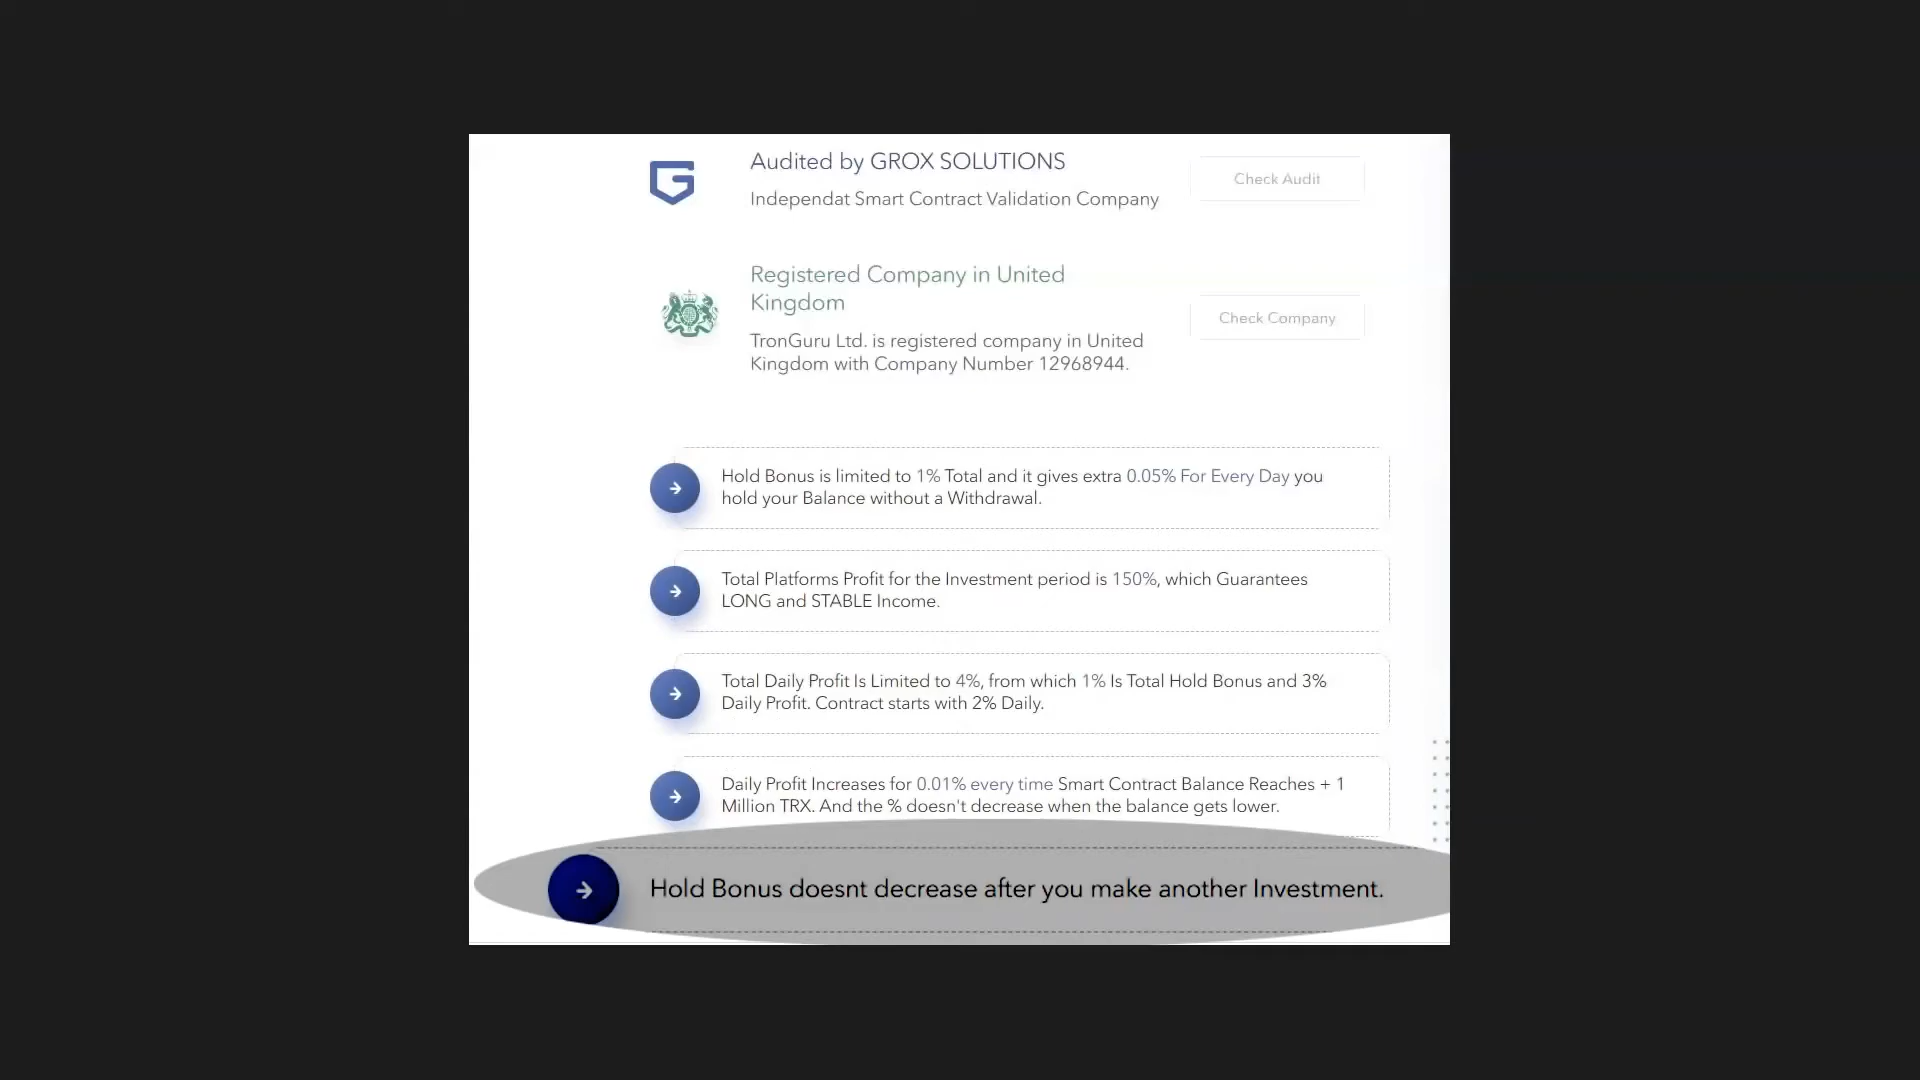 Audited by GROX SOLUTIONS
Independat Smart Contract Validation Company
Check Audit
Registered Company in United
Kingdom
TronGuru Ltd. is registered company in United
Kingdom with Company Number 12968944.
Check Company
Hold Bonus is limited to 1% Total and it gives extra 0.05% For Every Day you
hold your Balance without a Withdrawal.
Total Platforms Profit for the Investment period is 150%, which Guarantees
LONG and STABLE Income.
Total Daily Profit Is Limited to 4%, from which 1% Is Total Hold Bonus and 3%
Daily Profit. Contract starts with 2% Daily.
Daily Profit Increases for 0.01% every time Smart Contract Balance Reaches + 1
Million TRX. And the % doesn't decrease when the balance gets lower.
Hold Bonus doesnt decrease after you make another Investment.